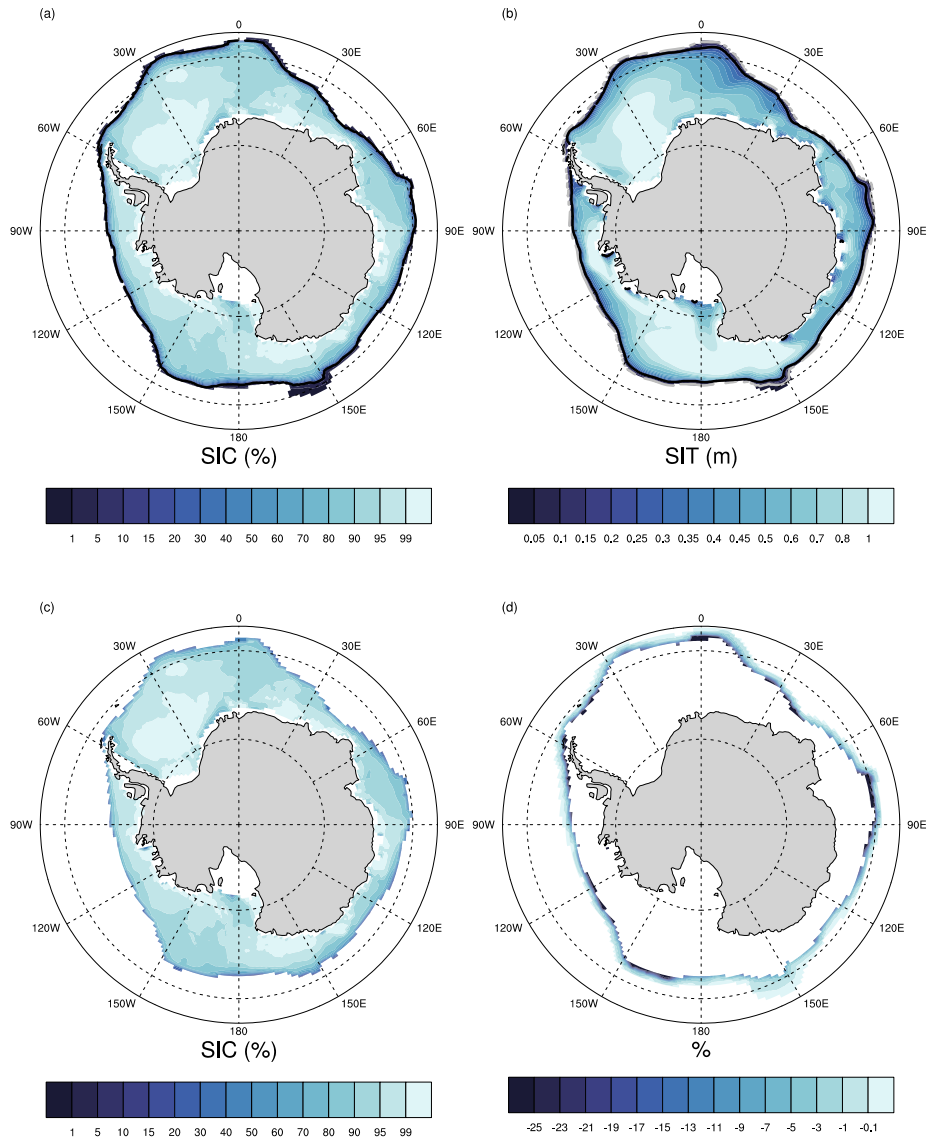 (a)
(b)
0
30W
30E
60W
60E
90W
90E
120W
120E
150W
150E
180
SIC (%)
0
30W
30E
60W
60E
90W
90E
120W
120E
150W
150E
180
SIT (m)
1 5 10 15 20 30 40 50 60 70 80 90 95 99
0.05 0.1 0.15 0.2 0.25 0.3 0.35 0.4 0.45 0.5 0.6 0.7 0.8 1
(c)
(d)
0
30W
30E
60W
60E
90W
90E
120W
120E
150W
150E
180
SIC (%)
0
30W
30E
60W
60E
90W
90E
120W
120E
150W
150E
180
%
1 5 10 15 20 30 40 50 60 70 80 90 95 99
-25 -23 -21 -19 -17 -15 -13 -11 -9 -7 -5 -3 -1 -0.1